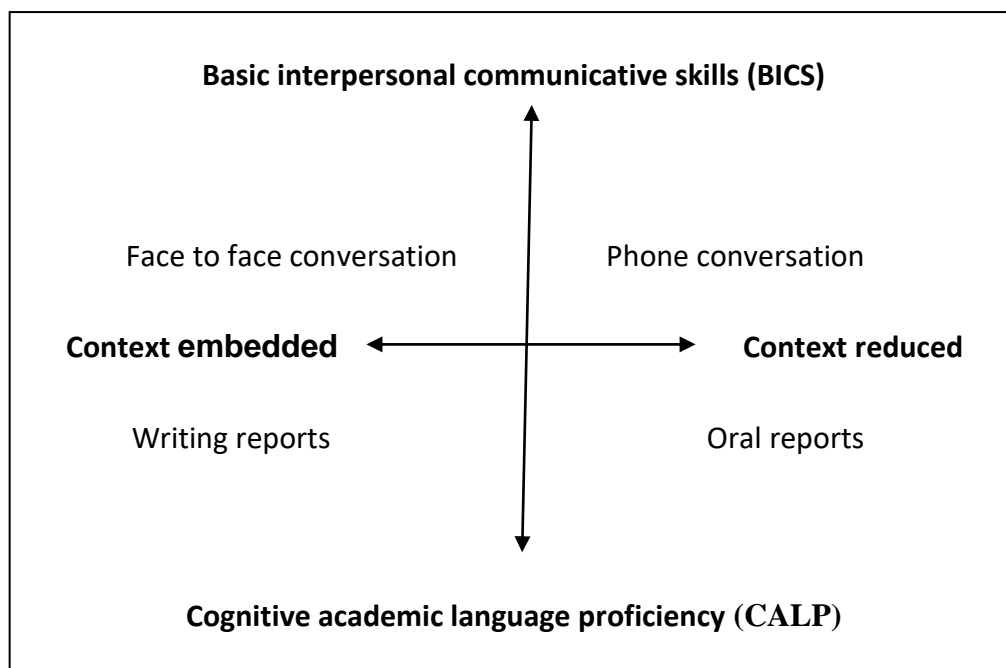 Basic interpersonal communicative skills (BICS)
Face to face conversation
Phone conversation
Context embedded
Context reduced
Writing reports
Oral reports
Cognitive academic language proficiency (CALP)